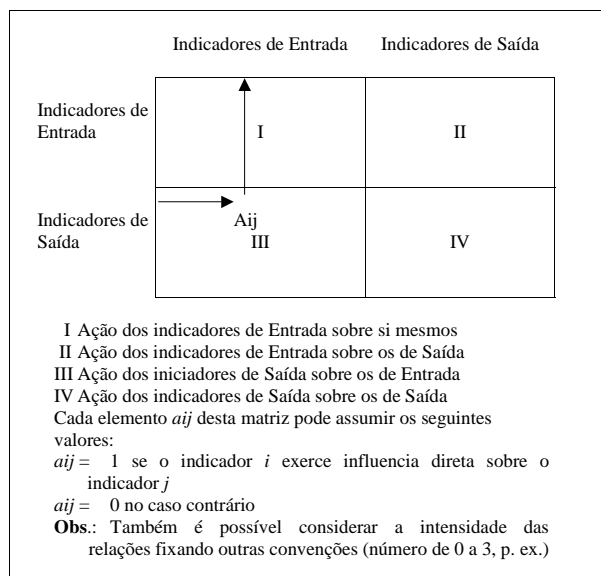 Indicadores de Entrada Indicadores de Saída
Indicadores de
Entrada
I II
Indicadores de
Saída
Aij
III IV
I Ação dos indicadores de Entrada sobre si mesmos
II Ação dos indicadores de Entrada sobre os de Saída
III Ação dos iniciadores de Saída sobre os de Entrada
IV Ação dos indicadores de Saída sobre os de Saída
Cada elemento aij desta matriz pode assumir os seguintes
valores:
aij = 1 se o indicador i exerce influencia direta sobre o
indicador j
aij = 0 no caso contrário
Obs.: Também é possível considerar a intensidade das
relações fixando outras convenções (número de 0 a 3, p. ex.)